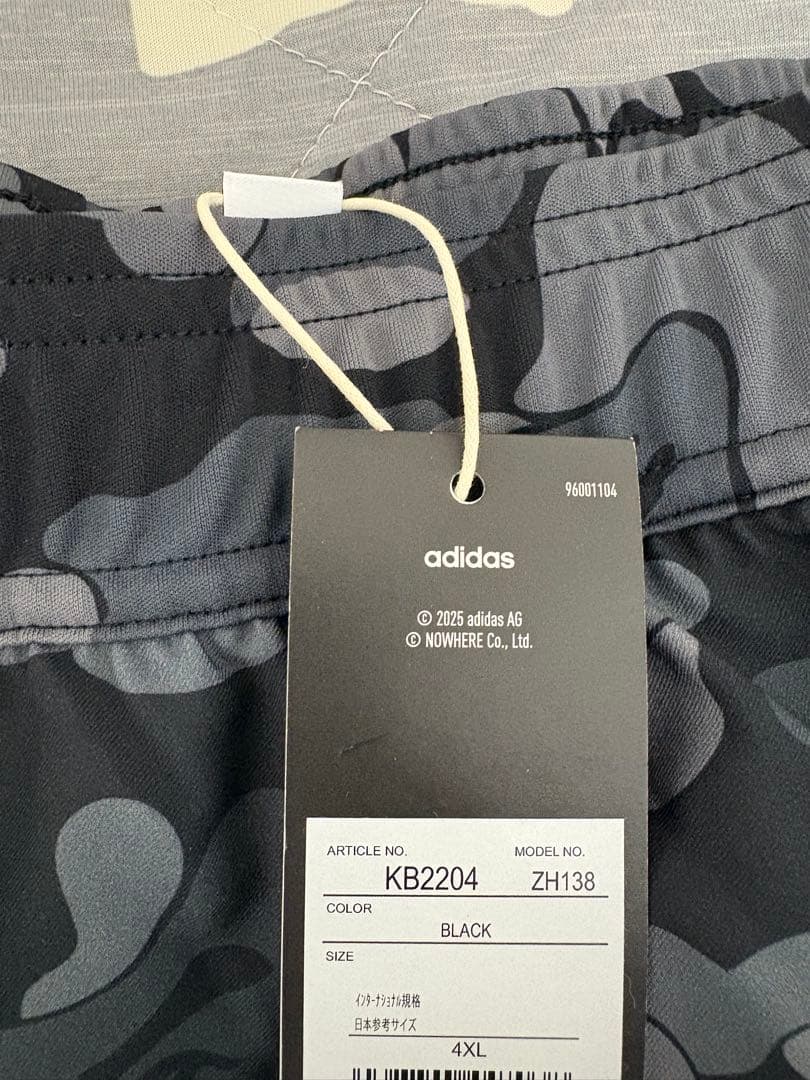 96001104
adidas
© 2025 adidas AG
© NOWHERE Co., Ltd.
ARTICLE NO. MODEL NO.
KB2204 ZH138
COLOR
BLACK
SIZE
ｲﾝﾀｰﾅｼｮﾅﾙ規格
日本参考サイズ
4XL